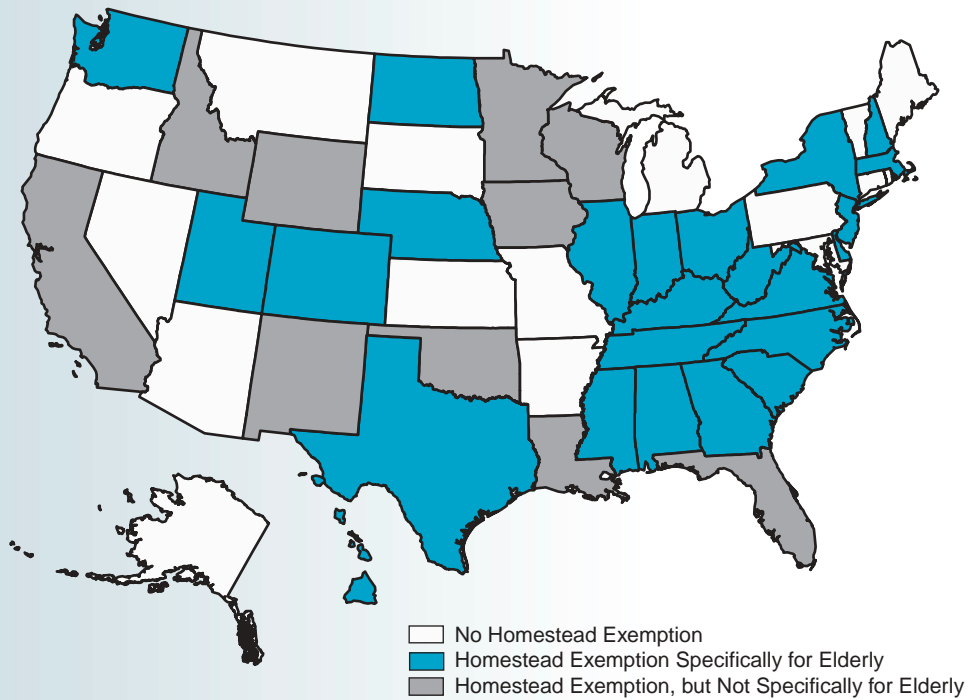 No Homestead Exemption
Homestead Exemption Specifically for Elderly
Homestead Exemption, but Not Specifically for Elderly